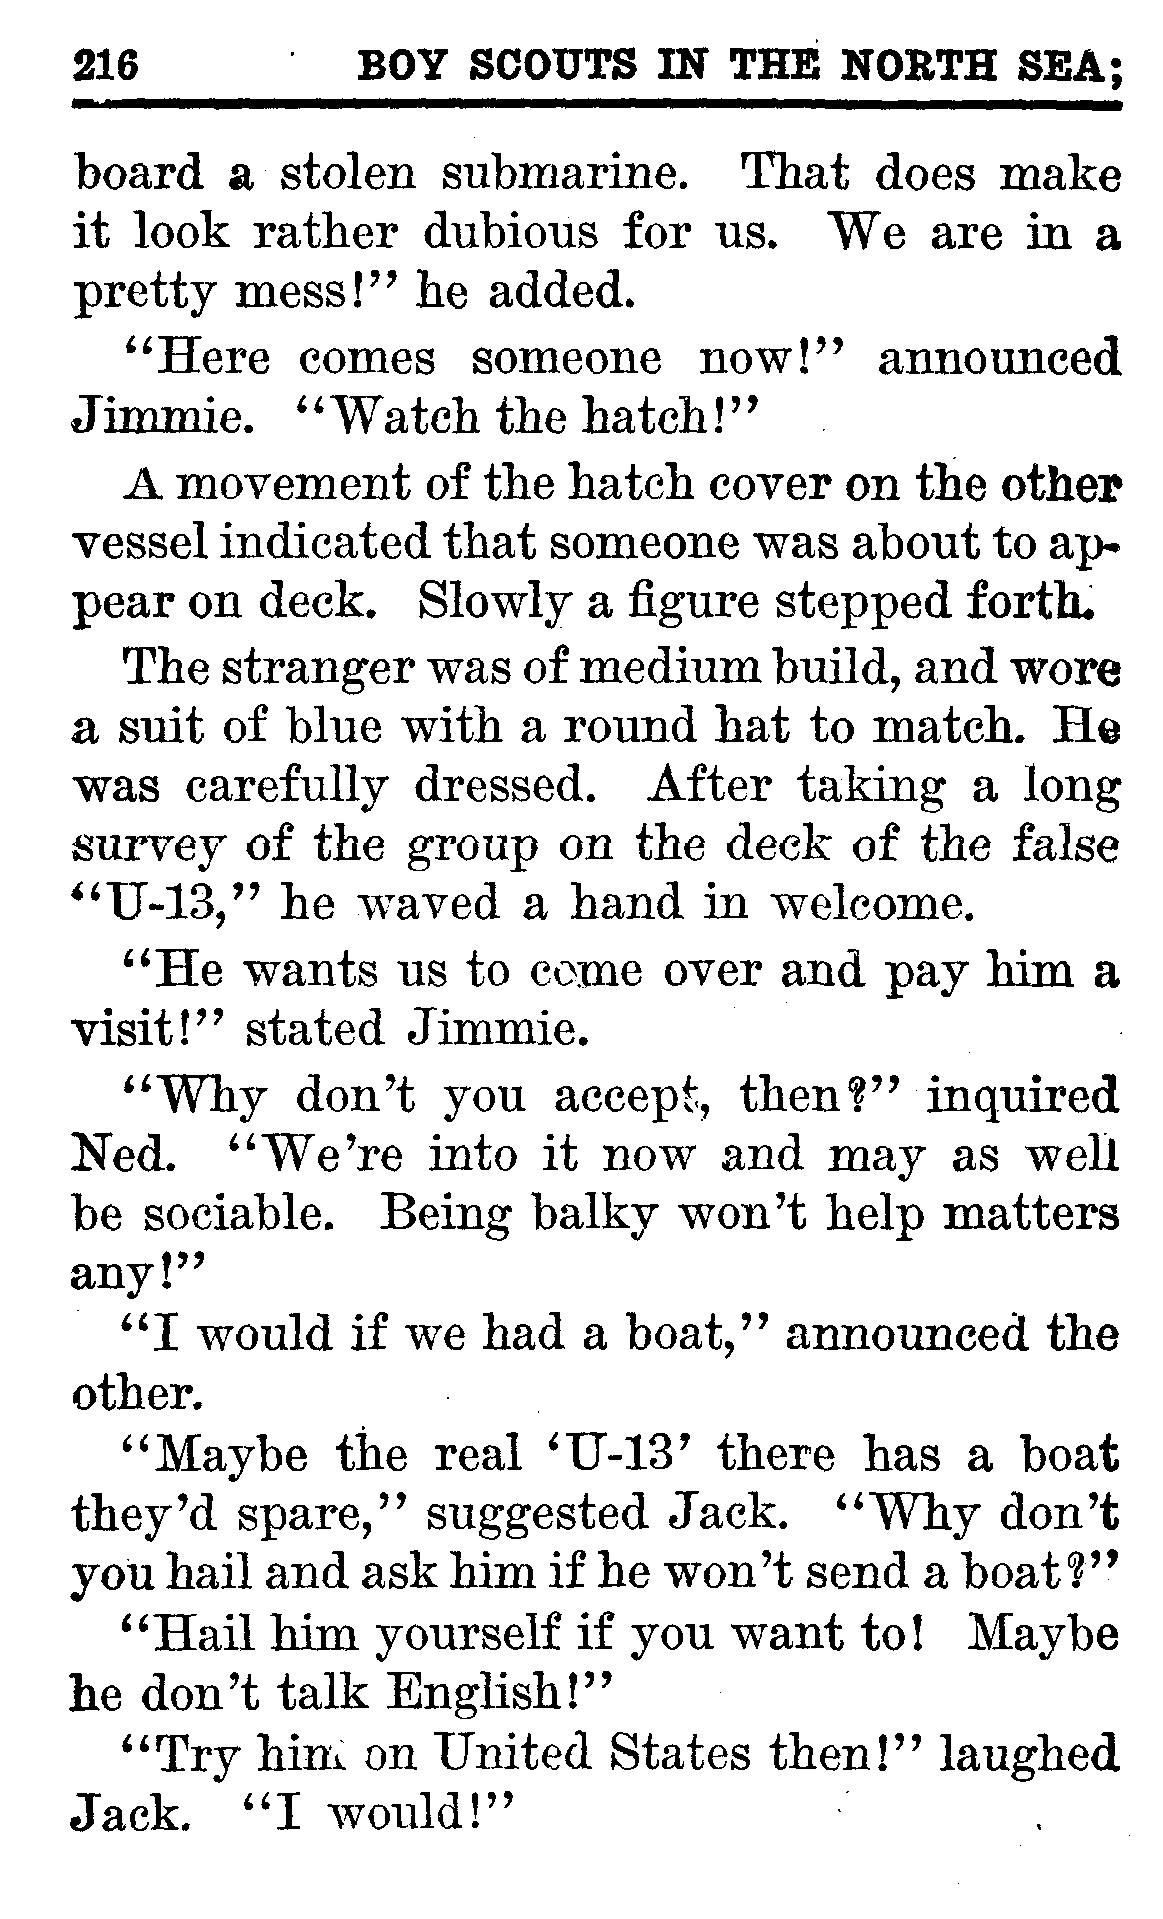 216 BOY SCOUTS IN THE NORTH SEA;
board a stolen submarine. That does make
it look rather dubious for us. We are in a
pretty mess!” he added.
“Here comes someone now!” announced
Jimmie. “Watch the hatch!”
A movement of the hatch cover on the other
vessel indicated that someone was about to ap-
pear on deck. Slowly a figure stepped forth.
The stranger was of medium build, and wore
a suit of blue with a round hat to match. He
was carefully dressed. After taking a long
survey of the group on the deck of the false
“U-13,” he waved a hand in welcome.
“He wants us to come over and pay him a
visit!” stated Jimmie.
“Why don’t you accept, then?” inquired
Ned. “We’re into it now and may as well
be sociable. Being balky won’t help matters
any!”
“I would if we had a boat,” announced the
other.
“Maybe the real ‘U-13’ there has a boat
they’d spare,” suggested Jack. “Why don’t
you hail and ask him if he won’t send a boat?”
“Hail him yourself if you want to! Maybe
he don’t talk English!”
“Try him on United States then!” laughed
Jack. “I would!”